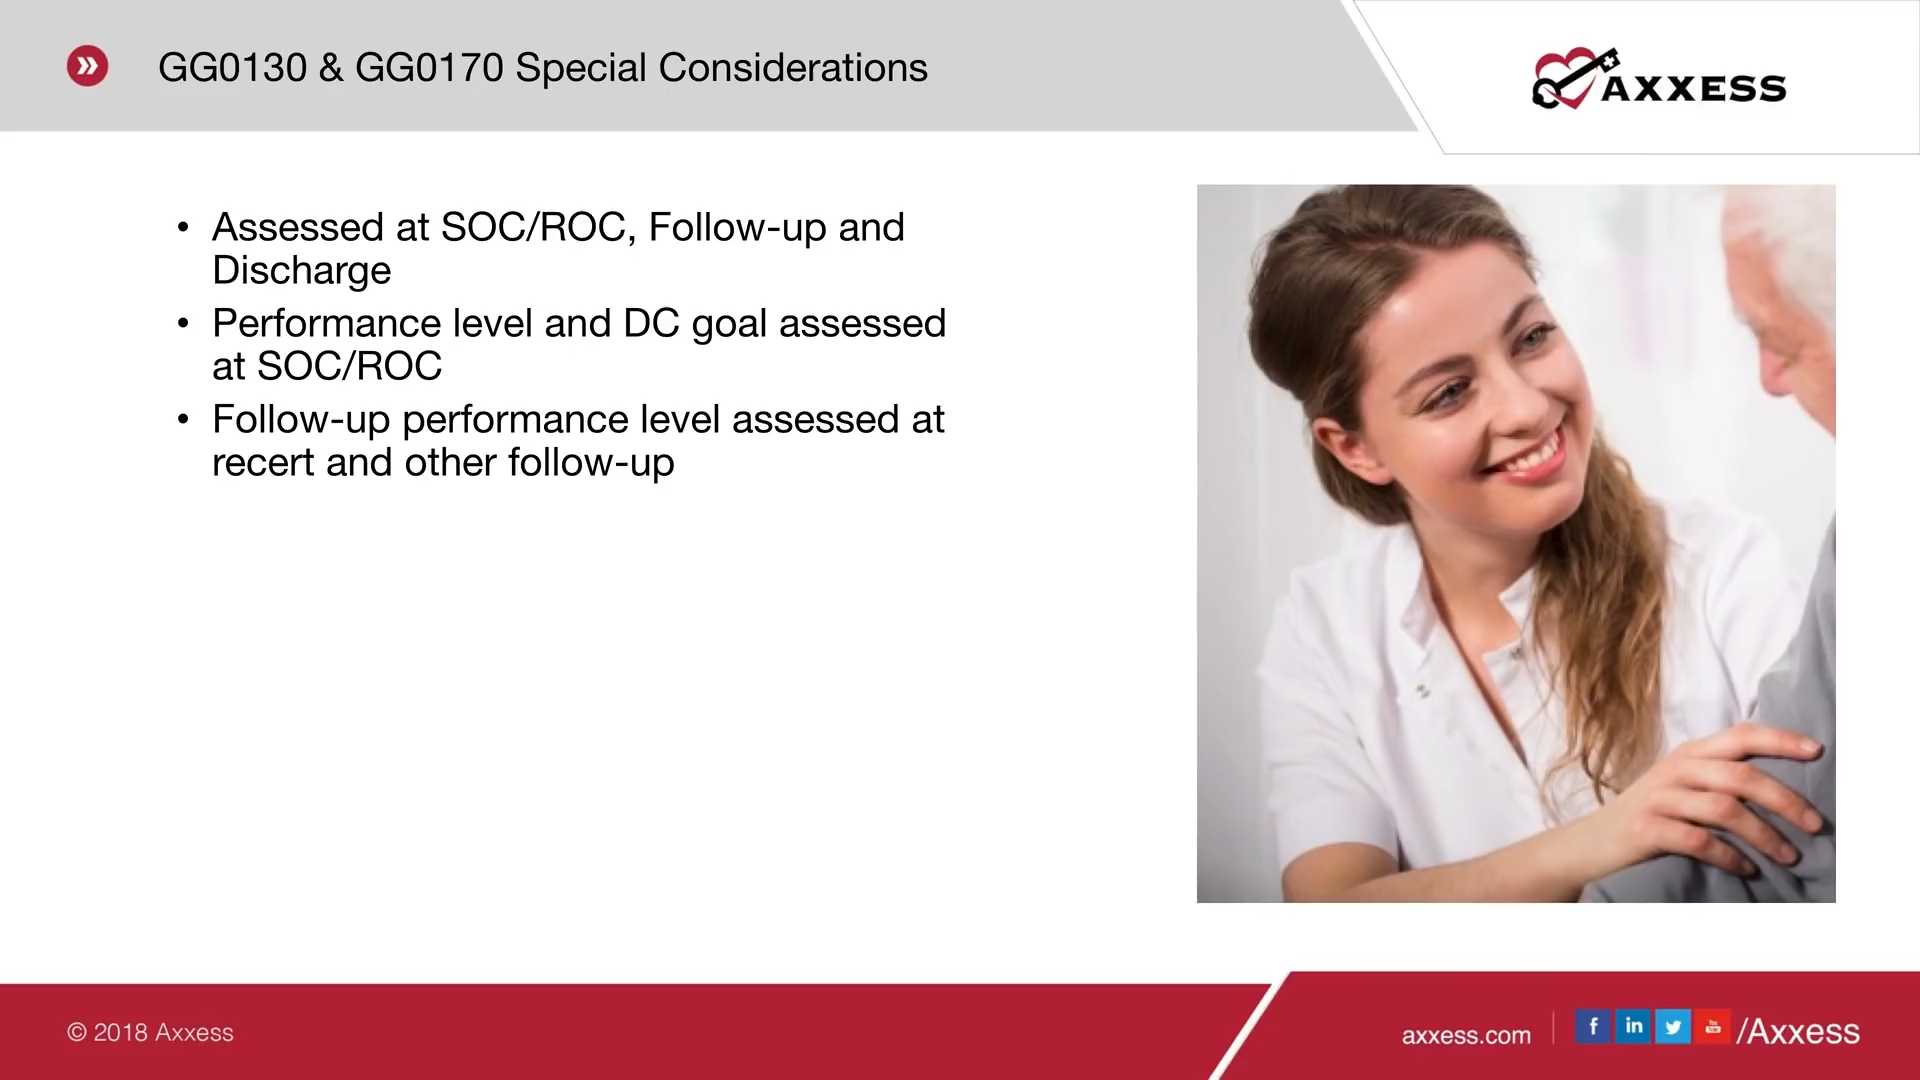 GG0130 & GG0170 Special Considerations
AXXESS
• Assessed at SOC/ROC, Follow-up and
Discharge
• Performance level and DC goal assessed
at SOC/ROC
• Follow-up performance level assessed at
recert and other follow-up
© 2018 Axxess
axxess.com
f in You /Axxess